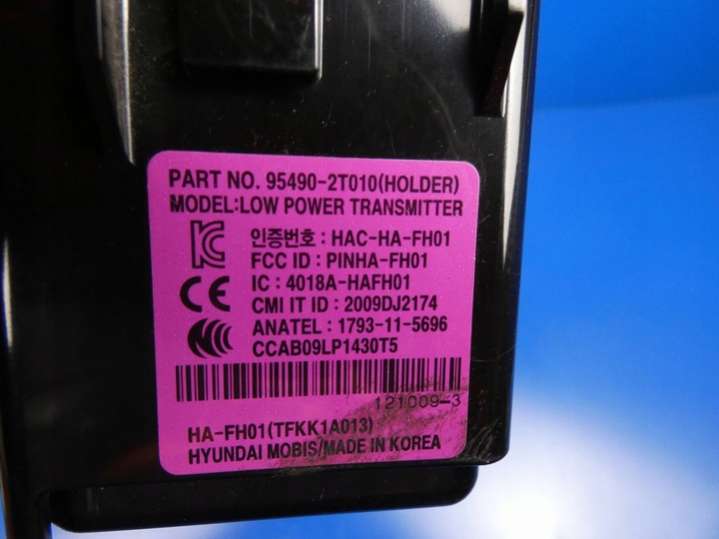 PART NO. 95490-2T010(HOLDER)
MODEL:LOW POWER TRANSMITTER
인증번호 : HAC-HA-FH01
FCC ID : PINHA-FH01
IC : 4018A-HAFH01
CMI IT ID : 2009DJ2174
ANATEL : 1793-11-5696
CCAB09LP1430T5
121009-3
HA-FH01(TFKK1A013)
HYUNDAI MOBIS/MADE IN KOREA